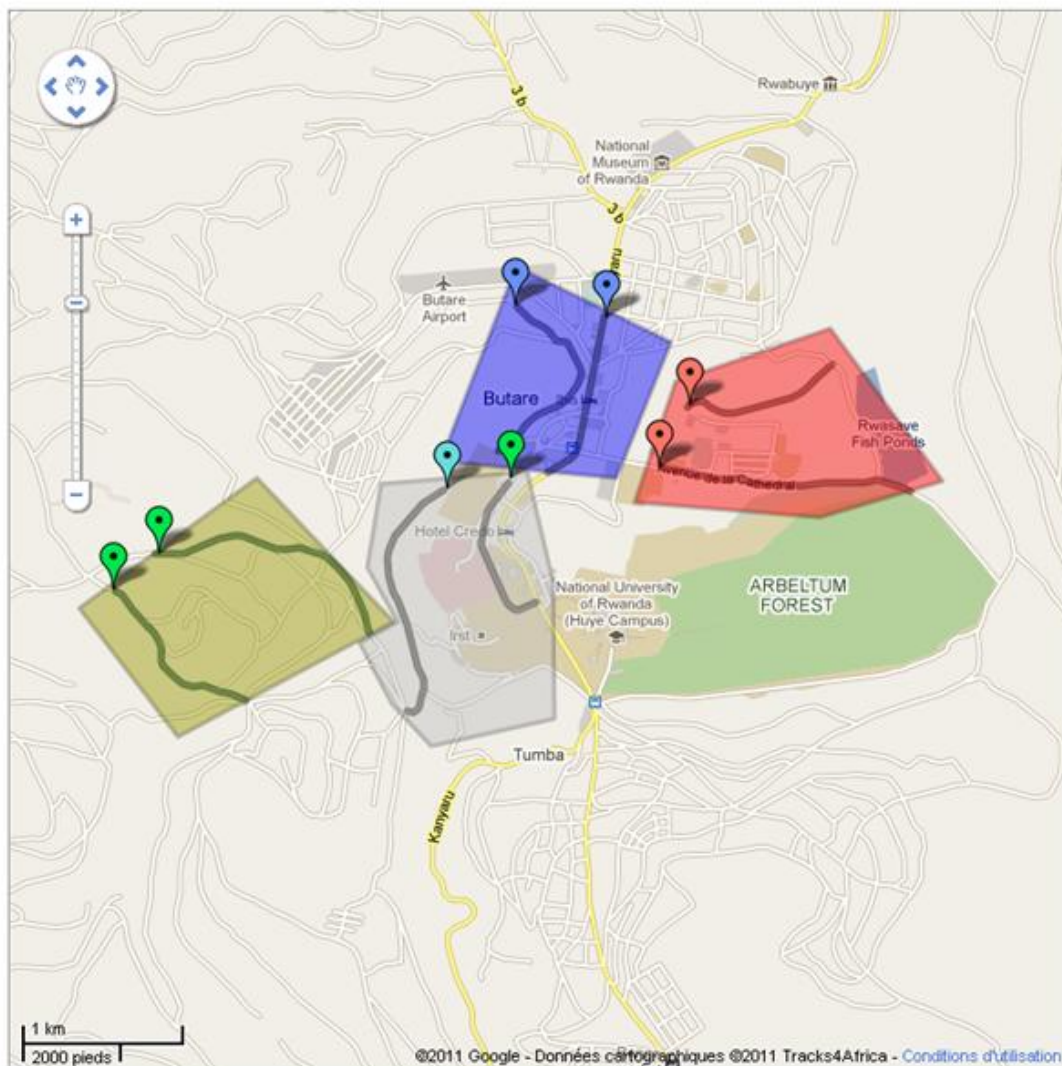 Rwabuye
3 b
National
Museum
of Rwanda
3 b
Butare
Airport
Butare
Rwasave
Fish Ponds
Avenue de la Cathedral
Hotel Credo
National University
of Rwanda
(Huye Campus)
ARBELTUM
FOREST
Irst
Tumba
Kanyaru
1 km
2000 pieds
©2011 Google - Données cartographiques ©2011 Tracks4Africa - Conditions d'utilisation